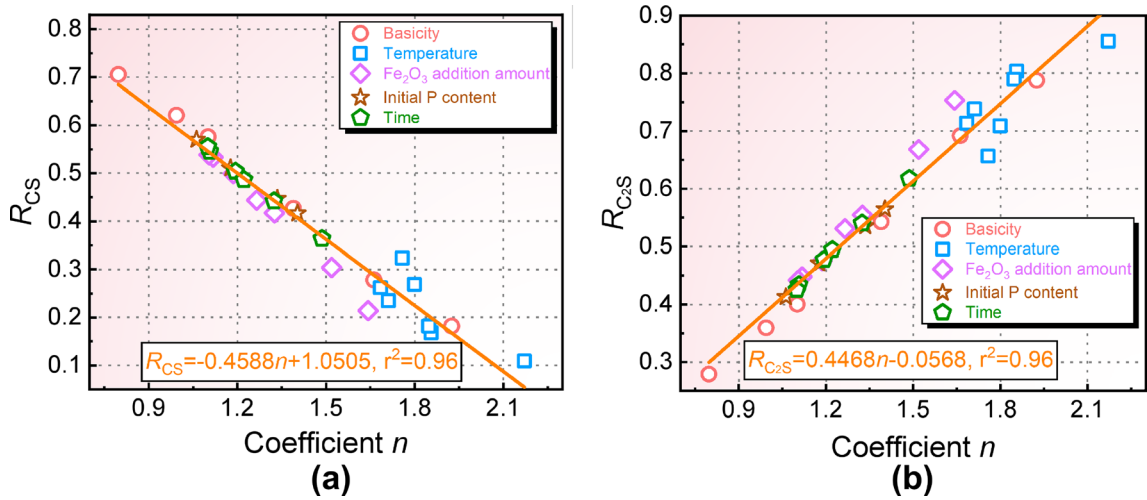 0.8
0.7
0.6
0.5
0.4
0.3
0.2
0.1
R_CS
Basicity
Temperature
Fe₂O₃ addition amount
Initial P content
Time
R_CS=-0.4588n+1.0505, r²=0.96
0.9 1.2 1.5 1.8 2.1
Coefficient n
(a)
0.9
0.8
0.7
0.6
0.5
0.4
0.3
R_C₂S
Basicity
Temperature
Fe₂O₃ addition amount
Initial P content
Time
R_C₂S=0.4468n-0.0568, r²=0.96
0.9 1.2 1.5 1.8 2.1
Coefficient n
(b)